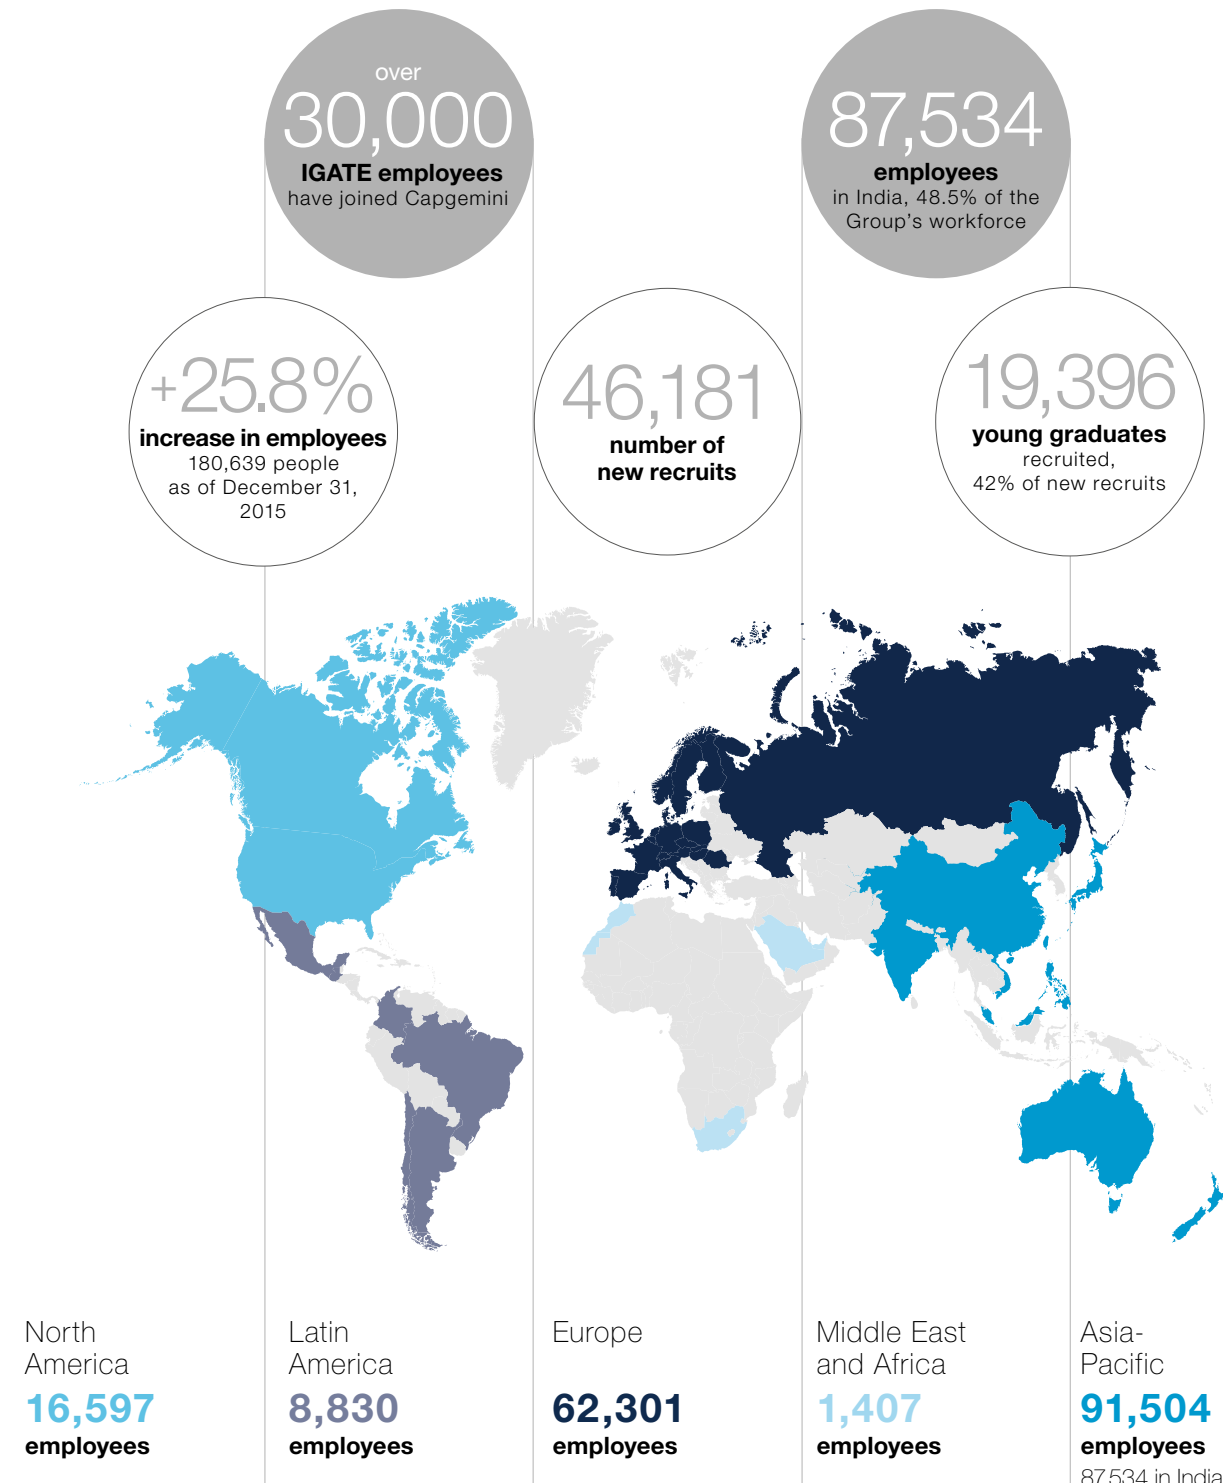 over
30,000
IGATE employees
have joined Capgemini
87,534
employees
in India, 48.5% of the
Group's workforce
+25.8%
increase in employees
180,639 people
as of December 31,
2015
46,181
number of
new recruits
19,396
young graduates
recruited,
42% of new recruits
North
America
16,597
employees
Latin
America
8,830
employees
Europe
62,301
employees
Middle East
and Africa
1,407
employees
Asia-
Pacific
91,504
employees
87,534 in India